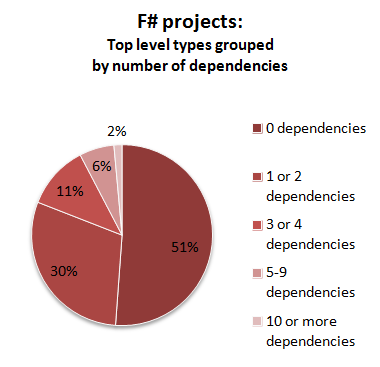 F# projects:
Top level types grouped
by number of dependencies
2%
6%
11%
30%
51%
0 dependencies
1 or 2
dependencies
3 or 4
dependencies
5-9
dependencies
10 or more
dependencies